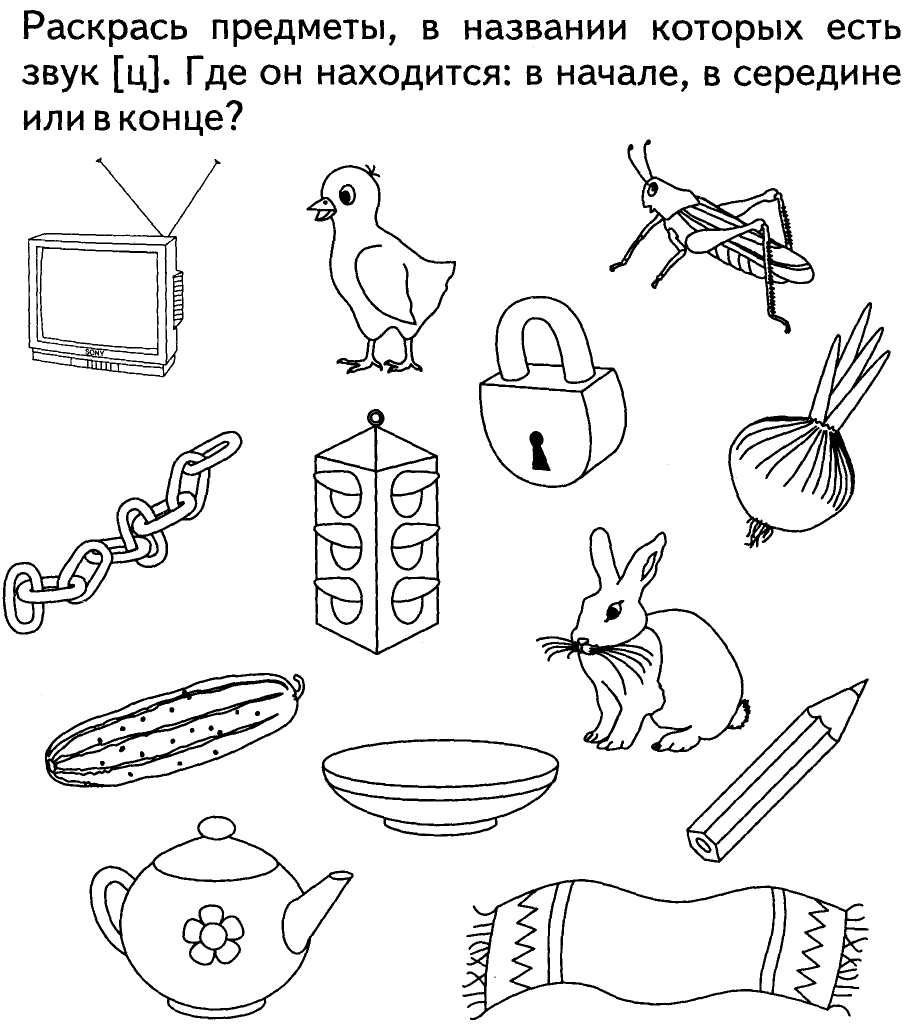 Раскрась предметы, в названии которых есть
звук [ц]. Где он находится: в начале, в середине
или в конце?
SONY